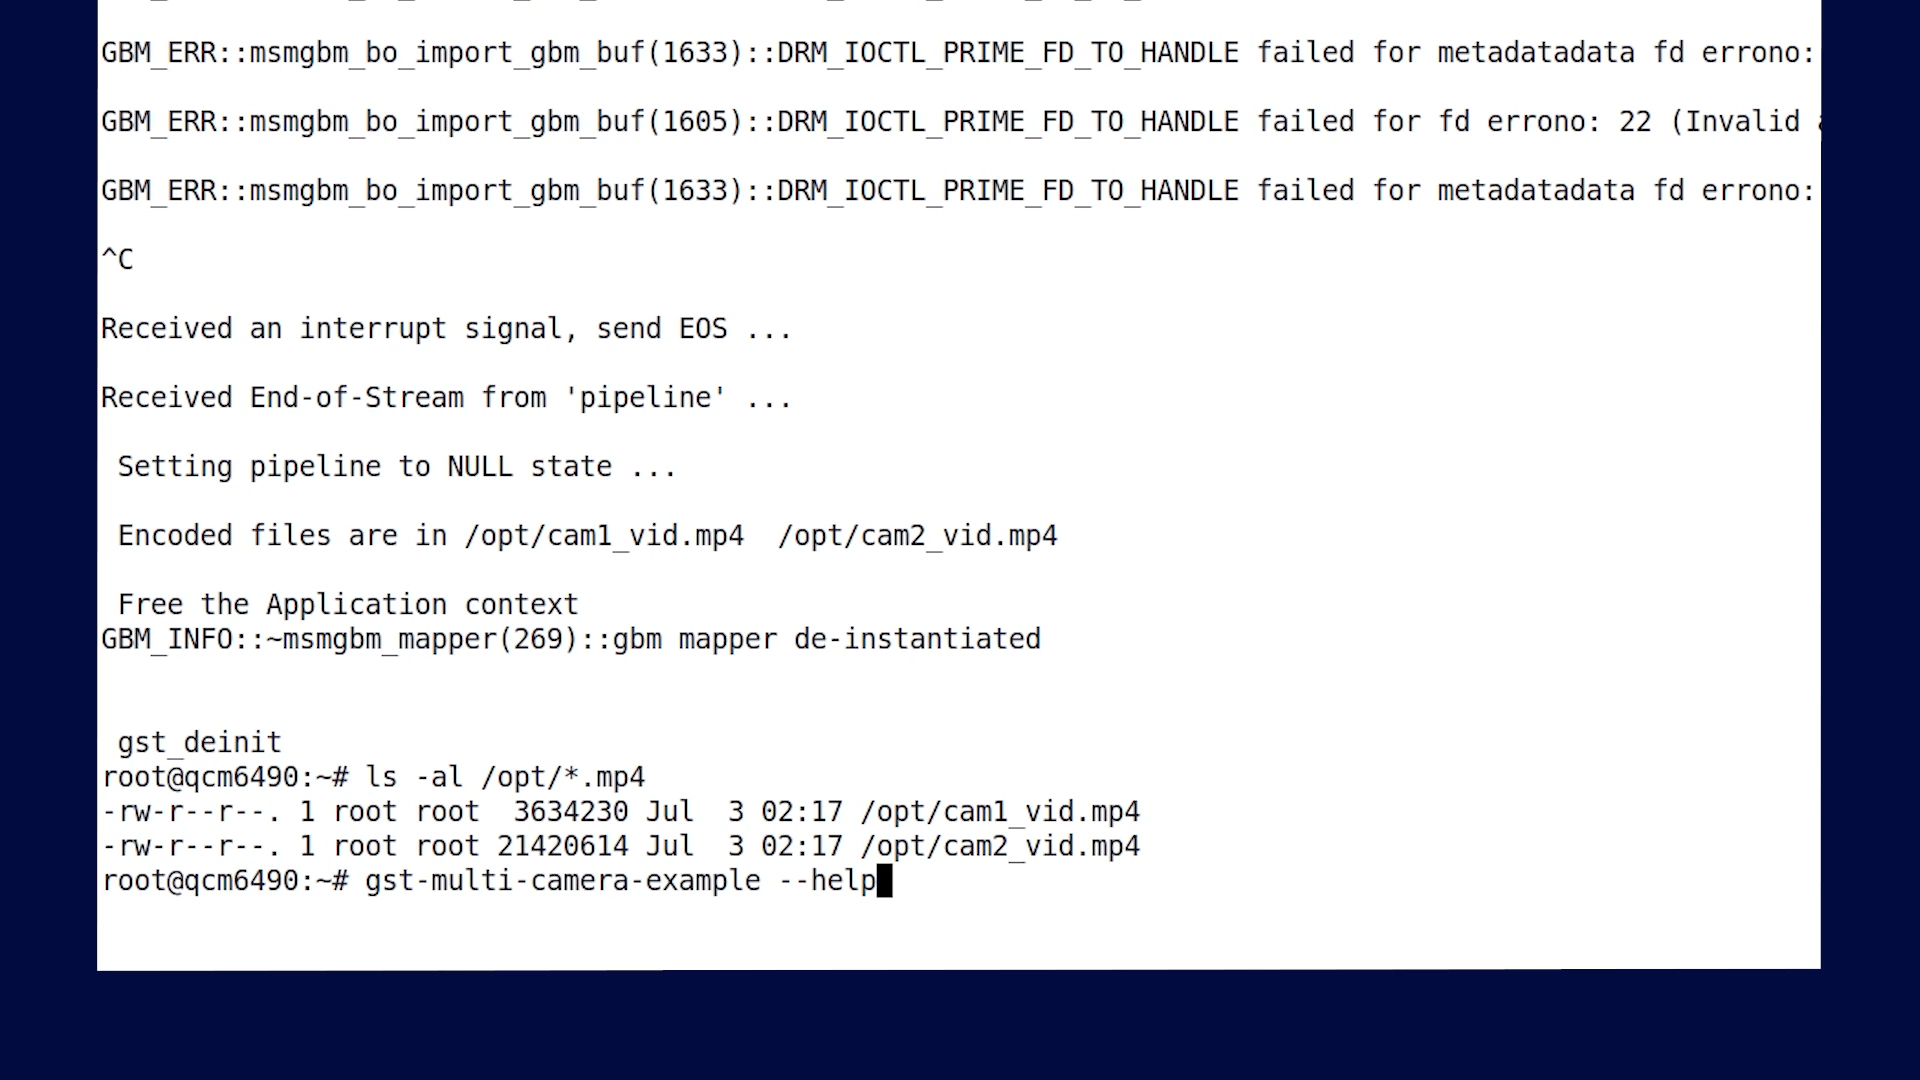 GBM_ERR::msmgbm_bo_import_gbm_buf(1633)::DRM_IOCTL_PRIME_FD_TO_HANDLE failed for metadatadata fd errono:
GBM_ERR::msmgbm_bo_import_gbm_buf(1605)::DRM_IOCTL_PRIME_FD_TO_HANDLE failed for fd errono: 22 (Invalid
GBM_ERR::msmgbm_bo_import_gbm_buf(1633)::DRM_IOCTL_PRIME_FD_TO_HANDLE failed for metadatadata fd errono:
^C
Received an interrupt signal, send EOS ...
Received End-of-Stream from 'pipeline' ...
Setting pipeline to NULL state ...
Encoded files are in /opt/cam1_vid.mp4  /opt/cam2_vid.mp4
Free the Application context
GBM_INFO::~msmgbm_mapper(269)::gbm mapper de-instantiated
gst_deinit
root@qcm6490:~# ls -al /opt/*.mp4
-rw-r--r--. 1 root root  3634230 Jul  3 02:17 /opt/cam1_vid.mp4
-rw-r--r--. 1 root root 21420614 Jul  3 02:17 /opt/cam2_vid.mp4
root@qcm6490:~# gst-multi-camera-example --help